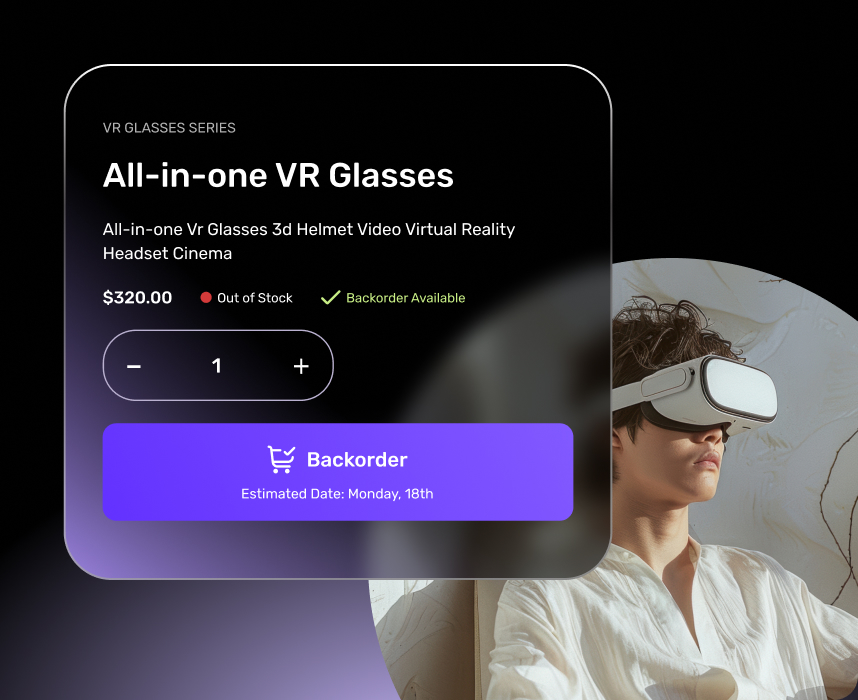 VR GLASSES SERIES
All-in-one VR Glasses
All-in-one Vr Glasses 3d Helmet Video Virtual Reality
Headset Cinema
$320.00 Out of Stock Backorder Available
− 1 +
Backorder
Estimated Date: Monday, 18th